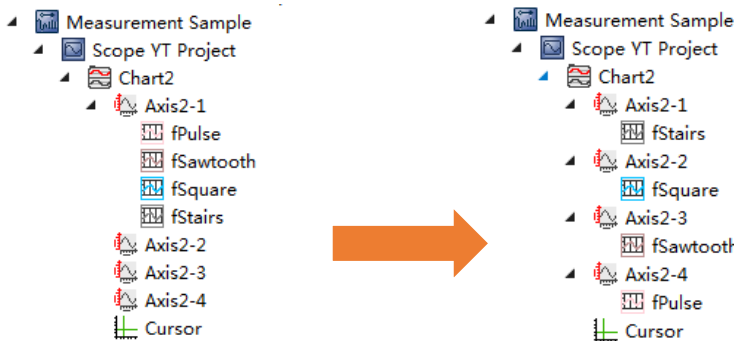 Measurement Sample
Scope YT Project
Chart2
Axis2-1
fPulse
fSawtooth
fSquare
fStairs
Axis2-2
Axis2-3
Axis2-4
Cursor
Measurement Sample
Scope YT Project
Chart2
Axis2-1
fStairs
Axis2-2
fSquare
Axis2-3
fSawtooth
Axis2-4
fPulse
Cursor